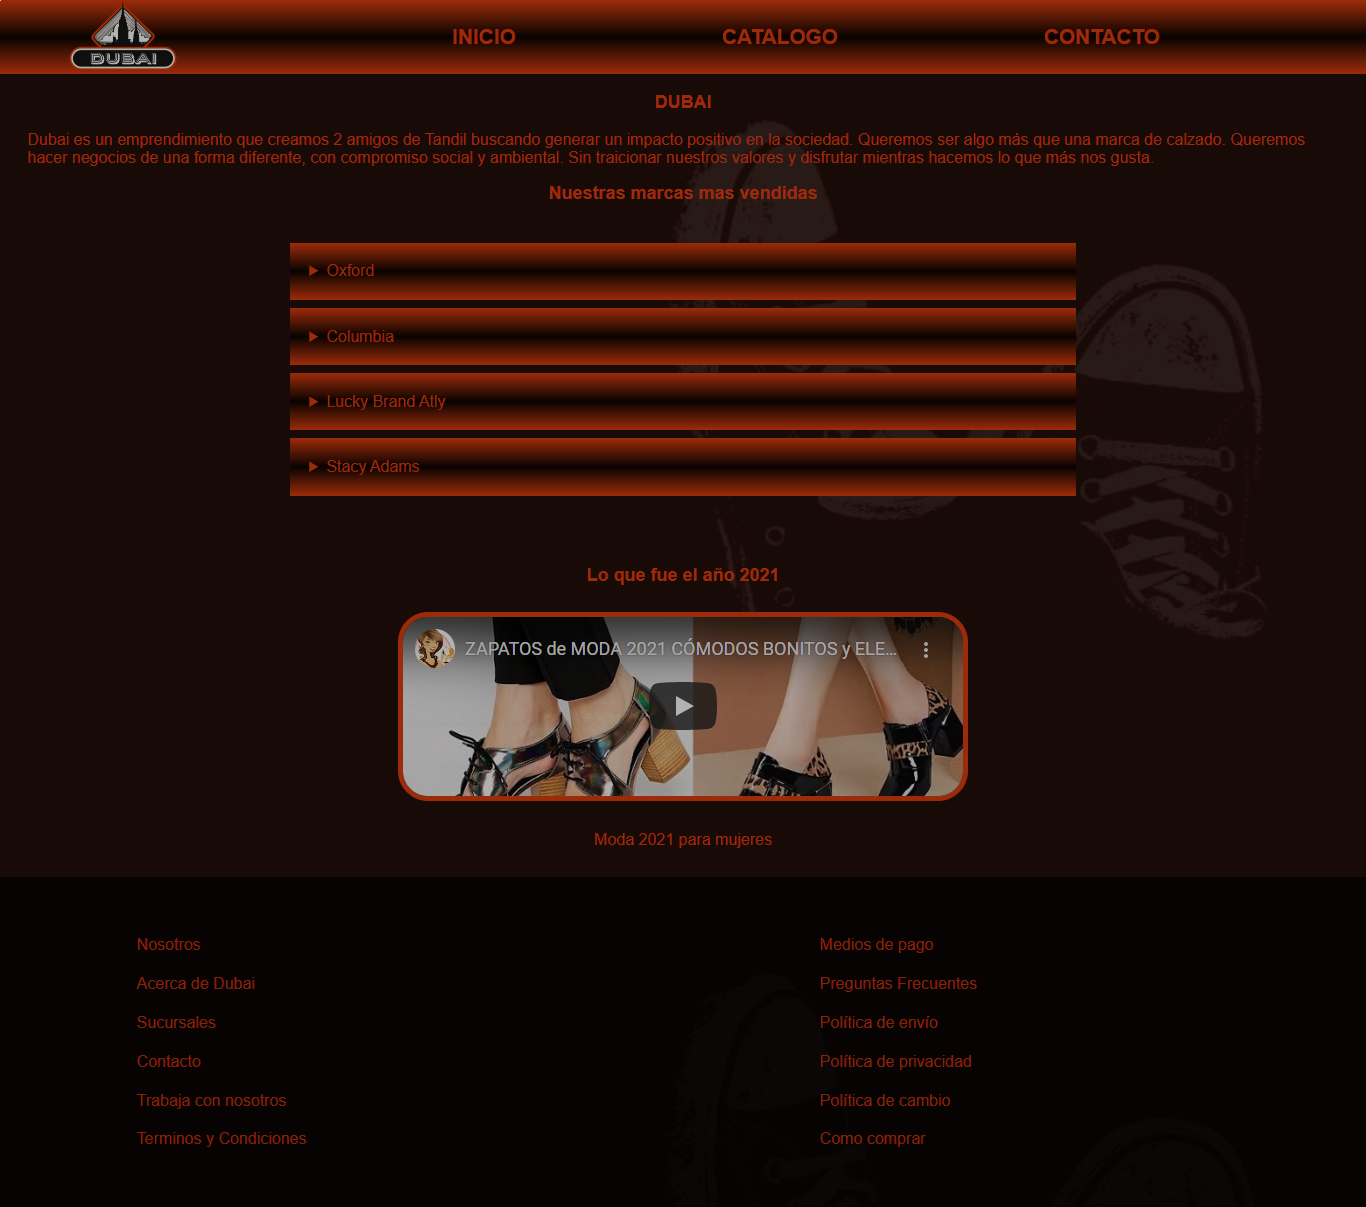 DUBAI
INICIO
CATALOGO
CONTACTO
DUBAI
Dubai es un emprendimiento que creamos 2 amigos de Tandil buscando generar un impacto positivo en la sociedad. Queremos ser algo más que una marca de calzado. Queremos
hacer negocios de una forma diferente, con compromiso social y ambiental. Sin traicionar nuestros valores y disfrutar mientras hacemos lo que más nos gusta.
Nuestras marcas mas vendidas
Oxford
Columbia
Lucky Brand Atly
Stacy Adams
Lo que fue el año 2021
ZAPATOS de MODA 2021 CÓMODOS BONITOS y ELE...
Moda 2021 para mujeres
Nosotros
Acerca de Dubai
Sucursales
Contacto
Trabaja con nosotros
Terminos y Condiciones
Medios de pago
Preguntas Frecuentes
Política de envío
Política de privacidad
Política de cambio
Como comprar